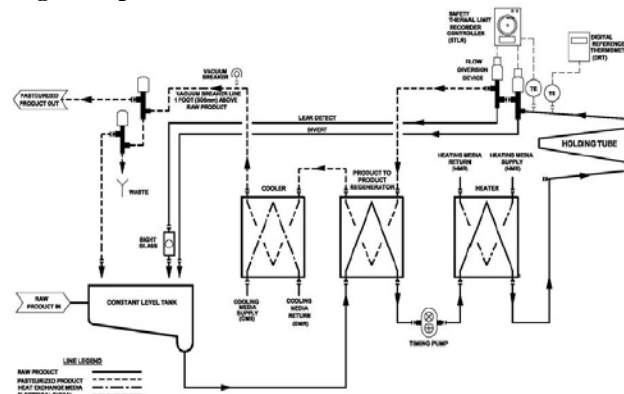 SAFETY
THERMAL LIMIT
RECORDER
CONTROLLER
(STLR)
DIGITAL
REFERENCE
THERMOMETER
(DRT)
FLOW
DIVERSION
DEVICE
TE
TE
VACUUM
BREAKER
PASTEURIZED
PRODUCT OUT
VACUUM BREAKER LINE
1 FOOT (305mm) ABOVE
RAW PRODUCT
LEAK DETECT
DIVERT
HOLDING TUBE
WASTE
COOLER
PRODUCT TO
PRODUCT
REGENERATOR
HEATING MEDIA
RETURN
(HMR)
HEATING MEDIA
SUPPLY
(HMS)
HEATER
SIGHT
GLASS
RAW
PRODUCT IN
CONSTANT LEVEL TANK
COOLING
MEDIA
SUPPLY
(CMS)
COOLING
MEDIA
RETURN
(CMR)
TIMING PUMP
LINE LEGEND
RAW PRODUCT
PASTEURIZED PRODUCT
HEAT EXCHANGE MEDIA